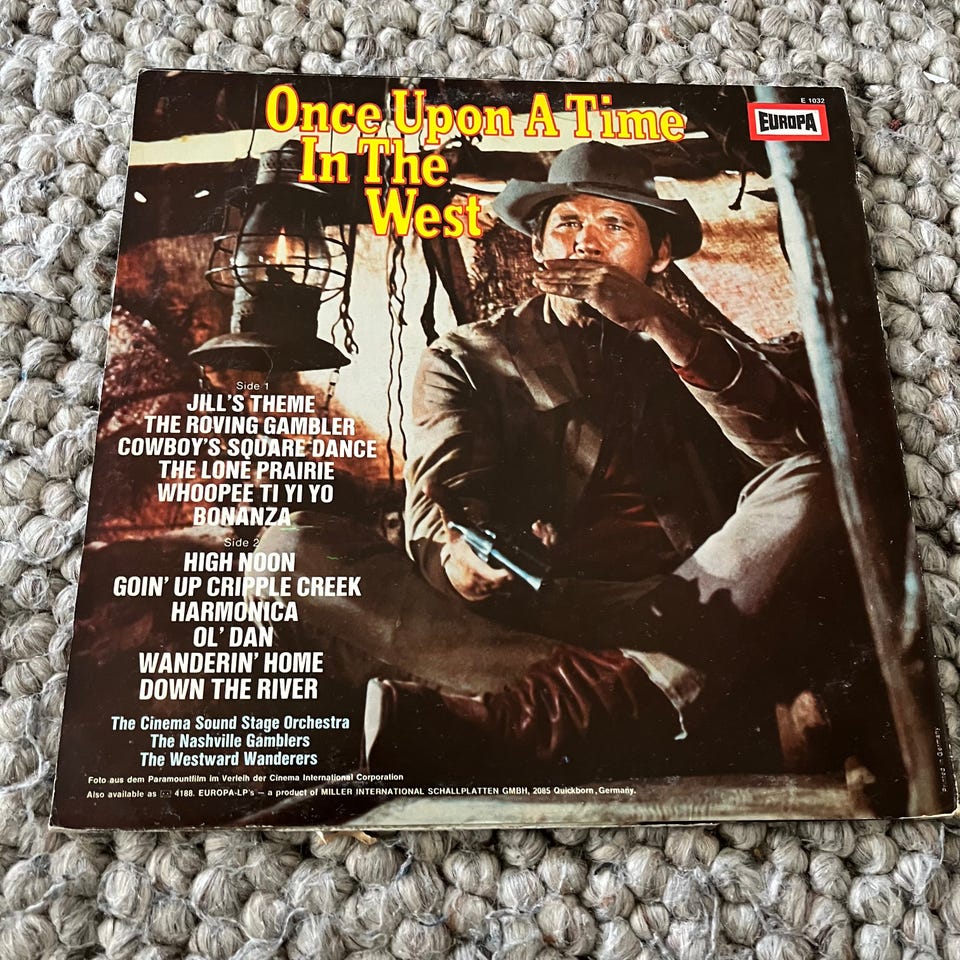 Once Upon A Time
In The
West
E 1032
EUROPA
Side 1
JILL'S THEME
THE ROVING GAMBLER
COWBOY'S SQUARE DANCE
THE LONE PRAIRIE
WHOOPEE TI YI YO
BONANZA
Side 2
HIGH NOON
GOIN' UP CRIPPLE CREEK
HARMONICA
OL' DAN
WANDERIN' HOME
DOWN THE RIVER
The Cinema Sound Stage Orchestra
The Nashville Gamblers
The Westward Wanderers
Foto aus dem Paramountfilm im Verleih der Cinema International Corporation
Also available as 4188. EUROPA-LP's – a product of MILLER INTERNATIONAL SCHALLPLATTEN GMBH, 2085 Quickborn, Germany.
Printed in Germany